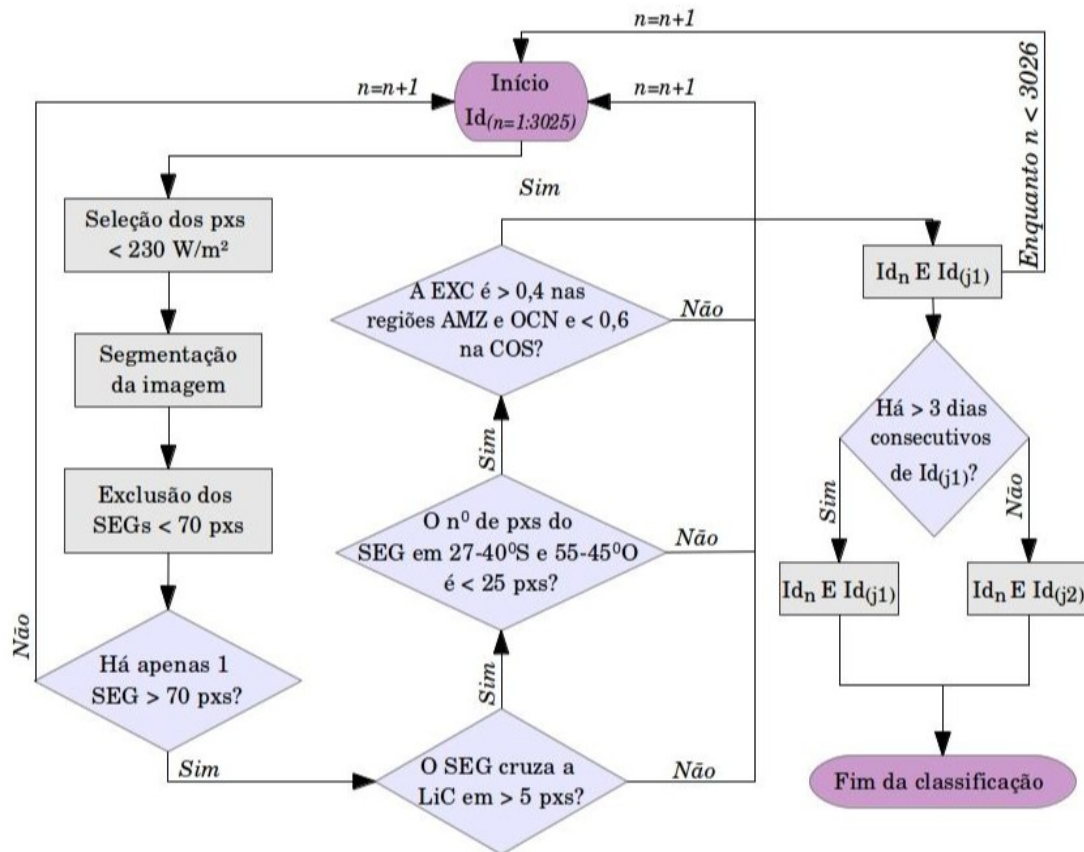 n=n+1
n=n+1
Início
n=n+1
Id(n=1:3025)
Enquanto n < 3026
Sim
Seleção dos pxs
< 230 W/m²
Segmentação
da imagem
Exclusão dos
SEGs < 70 pxs
Há apenas 1
SEG > 70 pxs?
Não
Sim
O SEG cruza a
LiC em > 5 pxs?
Não
Sim
O nº de pxs do
SEG em 27-40⁰S e 55-45⁰O
é < 25 pxs?
Não
Sim
A EXC é > 0,4 nas
regiões AMZ e OCN e < 0,6
na COS?
Não
Idn E Id(j1)
Há > 3 dias
consecutivos
de Id(j1)?
Sim
Não
Idn E Id(j1)
Idn E Id(j2)
Fim da classificação